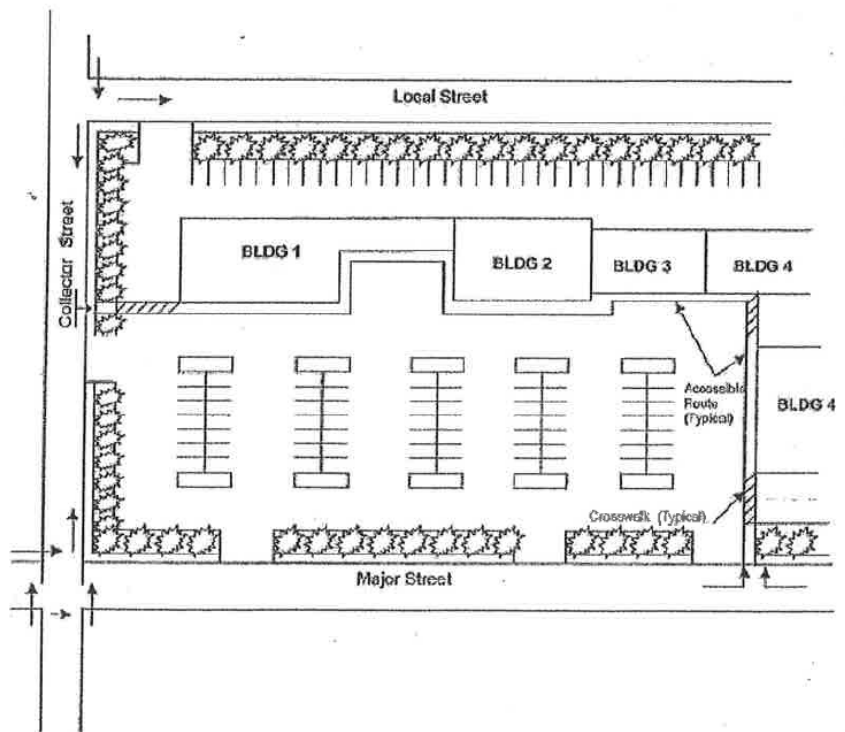 Local Street
Collector Street
BLDG 1
BLDG 2
BLDG 3
BLDG 4
Acessible
Route
(Typical)
BLDG 4
Crosswalk (Typical)
Major Street